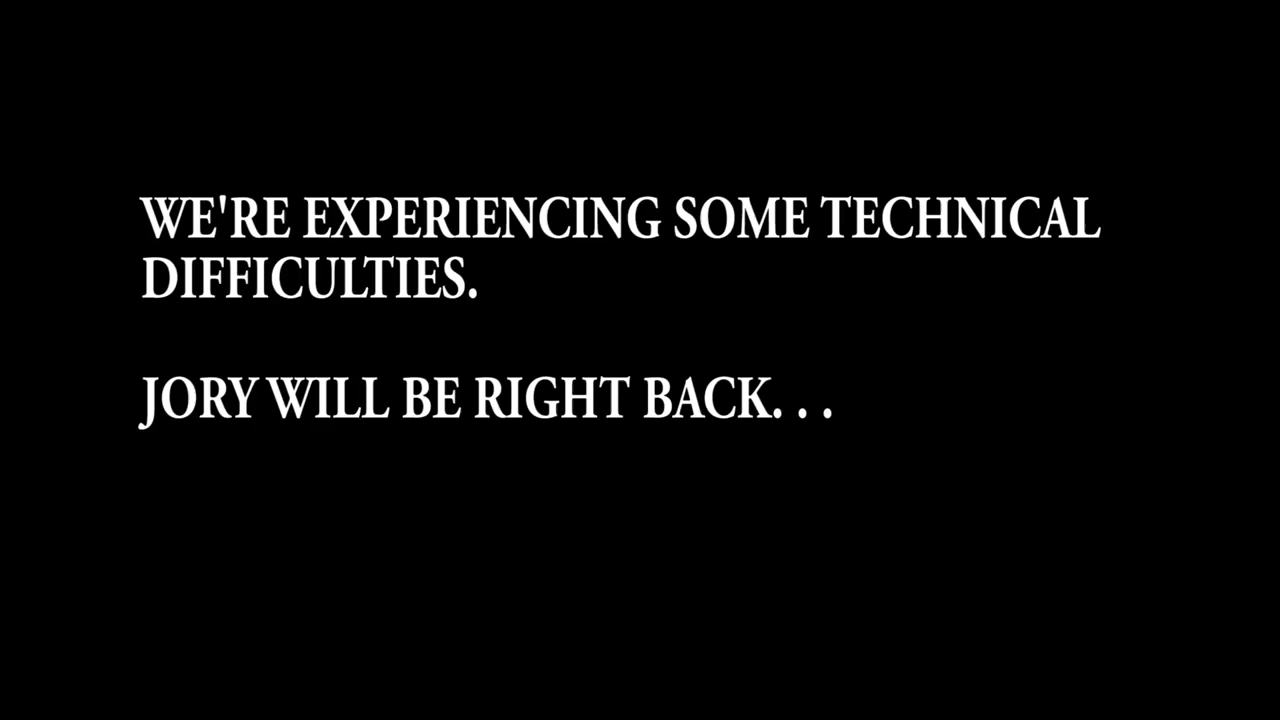 WE'RE EXPERIENCING SOME TECHNICAL
DIFFICULTIES.
JORY WILL BE RIGHT BACK. . .